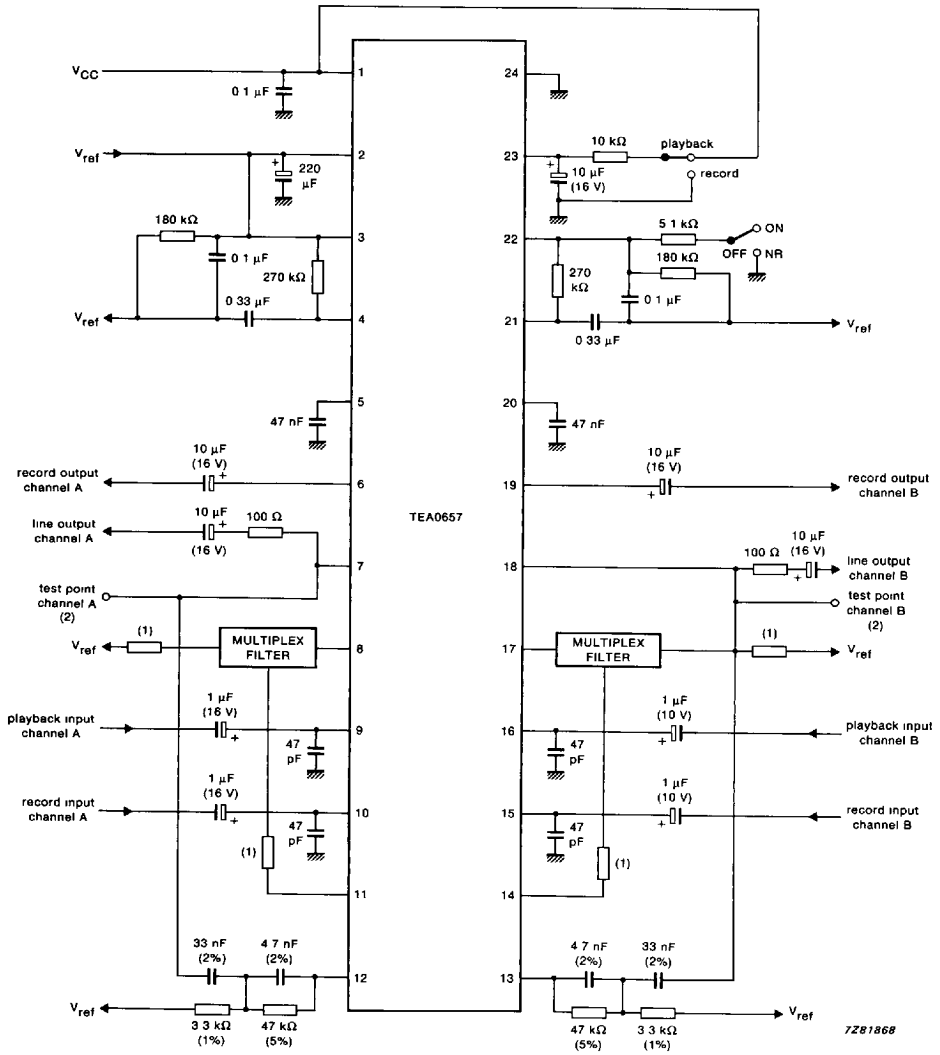 VCC
0 1 µF
1
24
10 kΩ
playback
Vref
2
+
220
µF
23
+
10 µF
(16 V)
record
180 kΩ
3
0 1 µF
270 kΩ
22
5 1 kΩ
ON
OFF
NR
180 kΩ
270
kΩ
0 1 µF
0 33 µF
Vref
4
21
0 33 µF
Vref
5
47 nF
20
47 nF
10 µF
(16 V)
+
record output
channel A
6
19
10 µF
(16 V)
+
record output
channel B
TEA0657
10 µF
(16 V)
+
100 Ω
line output
channel A
7
18
100 Ω
10 µF
(16 V)
+
line output
channel B
test point
channel A
(2)
test point
channel B
(2)
(1)
Vref
MULTIPLEX
FILTER
8
17
MULTIPLEX
FILTER
(1)
Vref
1 µF
(16 V)
+
playback input
channel A
9
47
pF
16
47
pF
1 µF
(10 V)
+
playback input
channel B
1 µF
(16 V)
+
record input
channel A
10
47
pF
15
47
pF
1 µF
(10 V)
+
record input
channel B
(1)
11
14
(1)
33 nF
(2%)
4 7 nF
(2%)
12
13
4 7 nF
(2%)
33 nF
(2%)
Vref
3 3 kΩ
(1%)
47 kΩ
(5%)
47 kΩ
(5%)
3 3 kΩ
(1%)
Vref
7Z81868